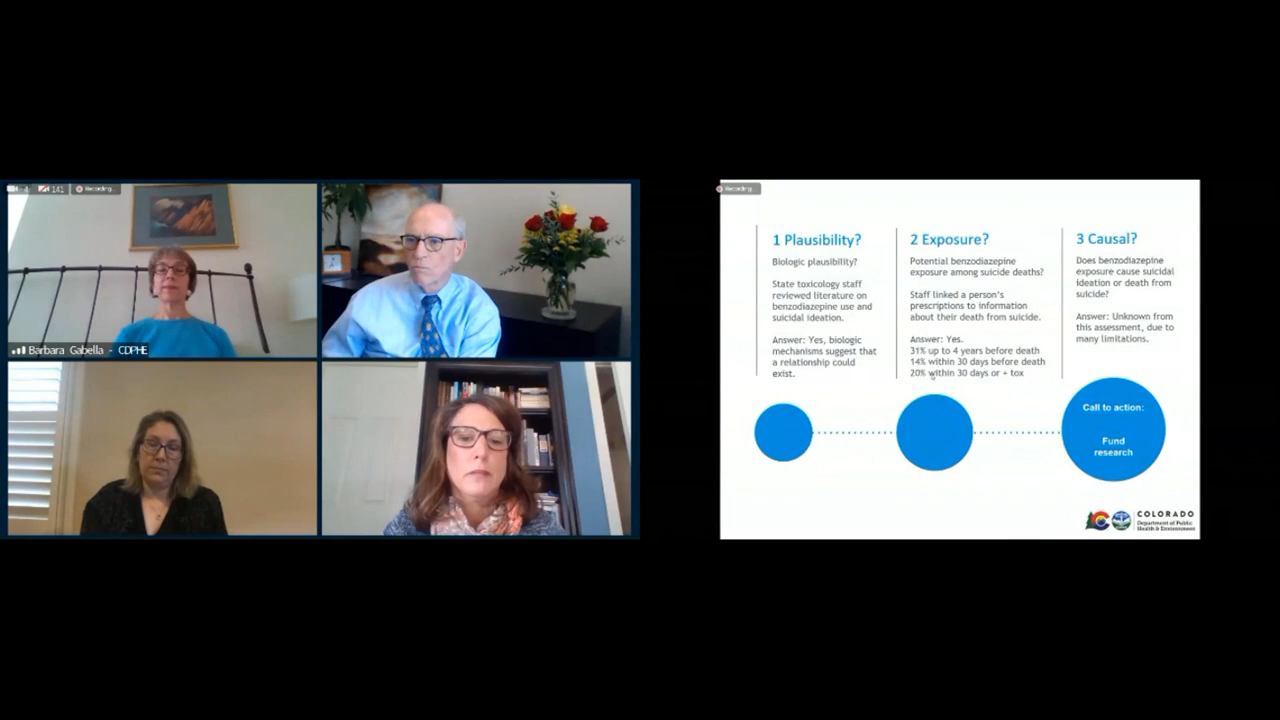 141
Recording...
Barbara Gabella - CDPHE
Recording...
1 Plausibility?
Biologic plausibility?
State toxicology staff
reviewed literature on
benzodiazepine use and
suicidal ideation.
Answer: Yes, biologic
mechanisms suggest that
a relationship could
exist.
2 Exposure?
Potential benzodiazepine
exposure among suicide deaths?
Staff linked a person's
prescriptions to information
about their death from suicide.
Answer: Yes.
31% up to 4 years before death
14% within 30 days before death
20% within 30 days or + tox
3 Causal?
Does benzodiazepine
exposure cause suicidal
ideation or death from
suicide?
Answer: Unknown from
this assessment, due to
many limitations.
Call to action:
Fund
research
COLORADO
Department of Public
Health & Environment